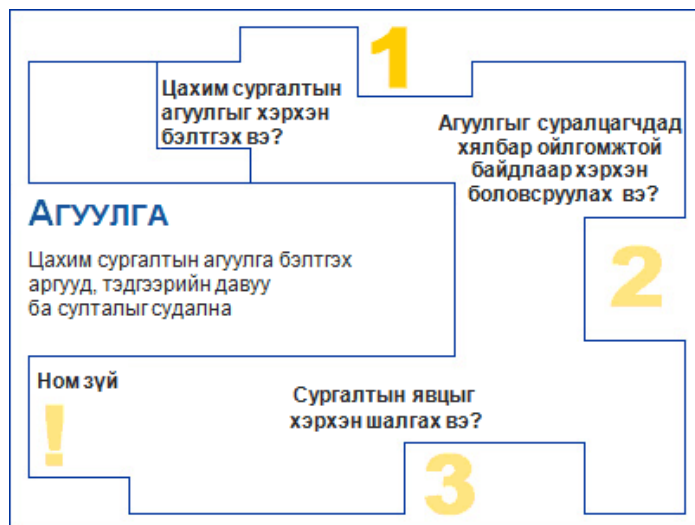 1
Цахим сургалтын
агуулгыг хэрхэн
бэлтгэх вэ?
Агуулгыг суралцагчдад
хялбар ойлгомжтой
байдлаар хэрхэн
боловсруулах вэ?
2
АГУУЛГА
Цахим сургалтын агуулга бэлтгэх
аргууд, тэдгээрийн давуу
ба султалыг судална
Ном зүй
!
Сургалтын явцыг
хэрхэн шалгах вэ?
3